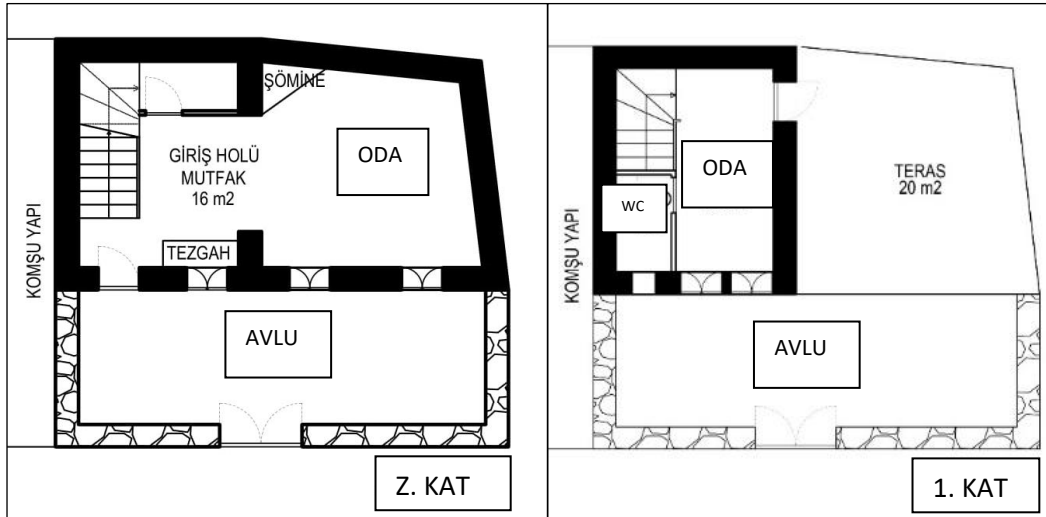 ŞÖMİNE
ODA
GİRİŞ HOLÜ
MUTFAK
16 m2
KOMŞU YAPI
TEZGAH
AVLU
Z. KAT
ODA
TERAS
20 m2
WC
KOMŞU YAPI
AVLU
1. KAT